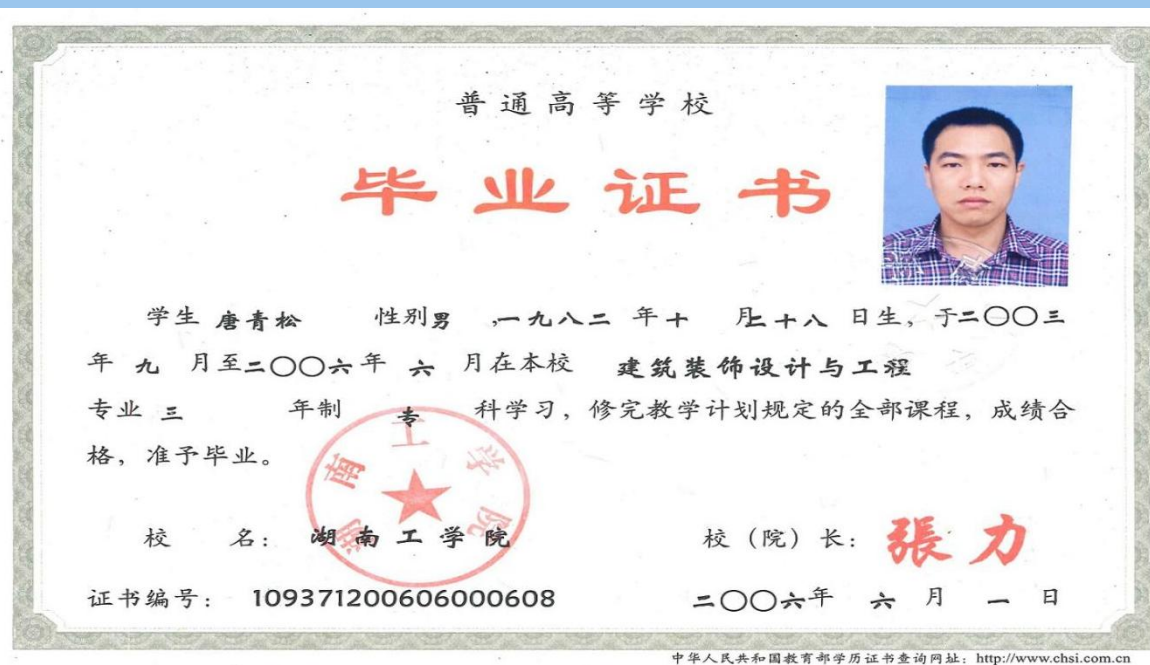 普通高等学校
毕业证书
学生 唐青松 性别男 ,一九八二 年十 月二十八 日生, 于二〇〇三
年 九 月至二〇〇六年 六 月在本校 建筑装饰设计与工程
专业 三 年制 专 科学习, 修完教学计划规定的全部课程, 成绩合
格, 准予毕业。
湖南工学院
校 名: 湖南工学院 校(院)长: 張力
证书编号: 109371200606000608 二〇〇六年 六 月 一 日
中华人民共和国教育部学历证书查询网址: http://www.chsi.com.cn